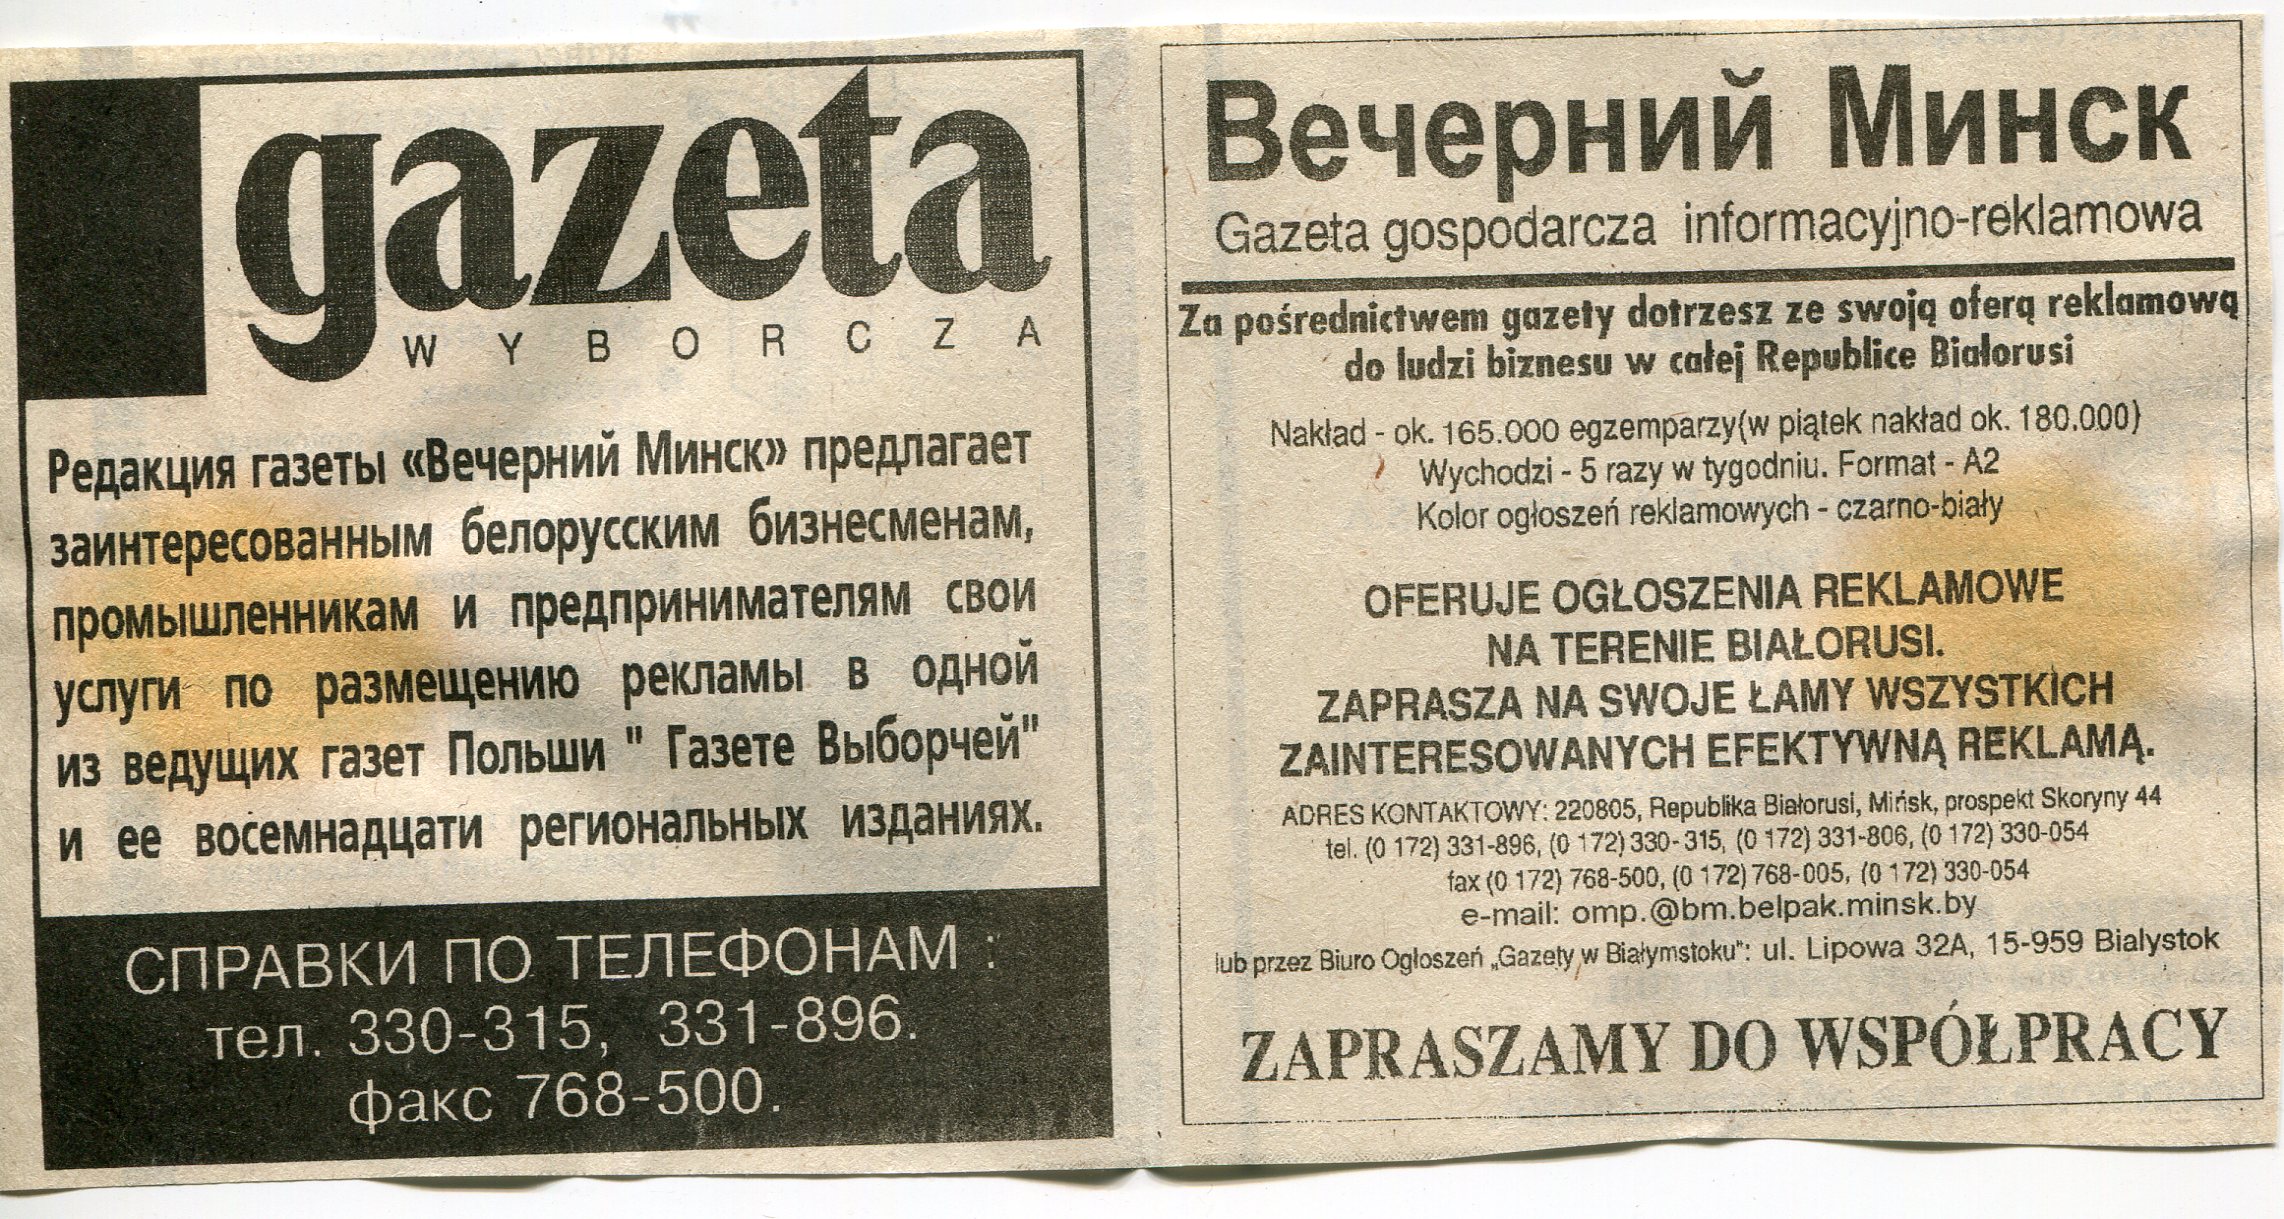 gazeta
WYBORCZA
Редакция газеты «Вечерний Минск» предлагает
заинтересованным белорусским бизнесменам,
промышленникам и предпринимателям свои
услуги по размещению рекламы в одной
из ведущих газет Польши " Газете Выборчей"
и ее восемнадцати региональных изданиях.
СПРАВКИ ПО ТЕЛЕФОНАМ :
тел. 330-315, 331-896.
факс 768-500.
Вечерний Минск
Gazeta gospodarcza informacyjno-reklamowa
Za pośrednictwem gazety dotrzesz ze swoją ofertą reklamową
do ludzi biznesu w całej Republice Białorusi
Nakład - ok. 165.000 egzemparzy(w piątek nakład ok. 180.000)
Wychodzi - 5 razy w tygodniu. Format - A2
Kolor ogłoszeń reklamowych - czarno-biały
OFERUJE OGŁOSZENIA REKLAMOWE
NA TERENIE BIAŁORUSI.
ZAPRASZA NA SWOJE ŁAMY WSZYSTKICH
ZAINTERESOWANYCH EFEKTYWNĄ REKLAMĄ.
ADRES KONTAKTOWY: 220805, Republika Białorusi, Mińsk, prospekt Skoryny 44
tel. (0 172) 331-896, (0 172) 330-315, (0 172) 331-806, (0 172) 330-054
fax (0 172) 768-500, (0 172) 768-005, (0 172) 330-054
e-mail: omp.@bm.belpak.minsk.by
lub przez Biuro Ogłoszeń „Gazety w Białymstoku": ul. Lipowa 32A, 15-959 Bialystok
ZAPRASZAMY DO WSPÓŁPRACY